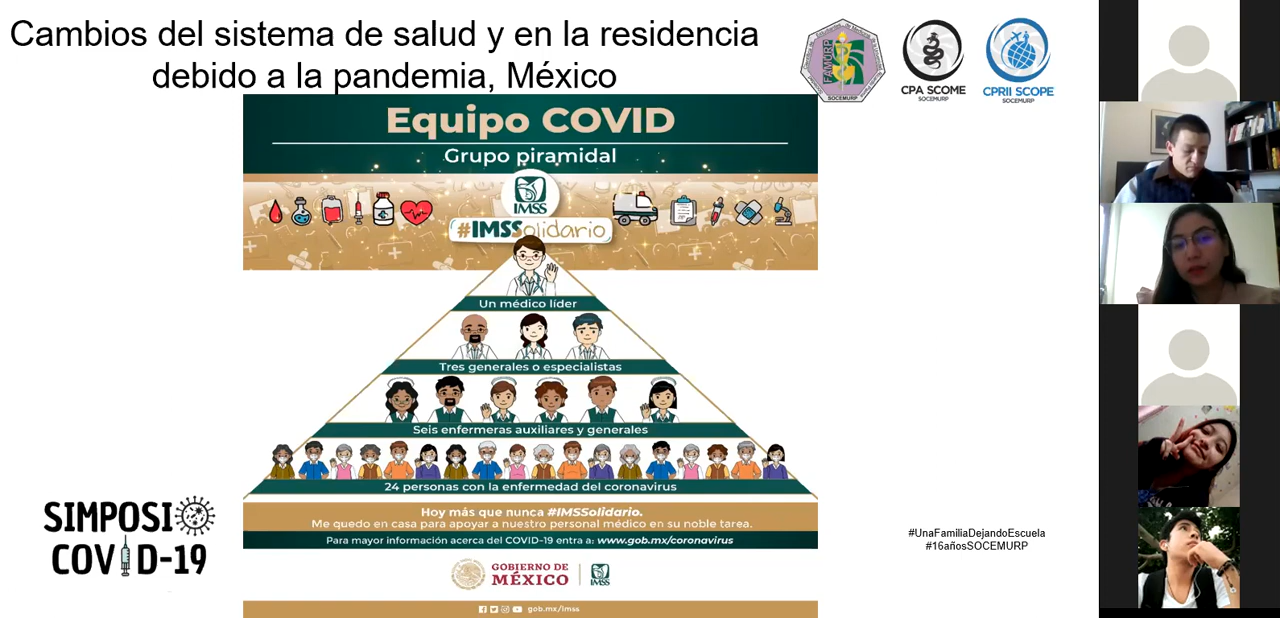 Cambios del sistema de salud y en la residencia
debido a la pandemia, México
FAMURP
SOCEMURP
CPA SCOME
SOCEMURP
CPRII SCOPE
SOCEMURP
Equipo COVID
Grupo piramidal
IMSS
#IMSSolidario
Un médico líder
Tres generales o especialistas
Seis enfermeras auxiliares y generales
24 personas con la enfermedad del coronavirus
Hoy más que nunca #IMSSolidario.
Me quedo en casa para apoyar a nuestro personal médico en su noble tarea.
Para mayor información acerca del COVID-19 entra a: www.gob.mx/coronavirus
GOBIERNO DE
MÉXICO
IMSS
gob.mx/imss
SIMPOSIO
COVID-19
#UnaFamiliaDejandoEscuela
#16añosSOCEMURP